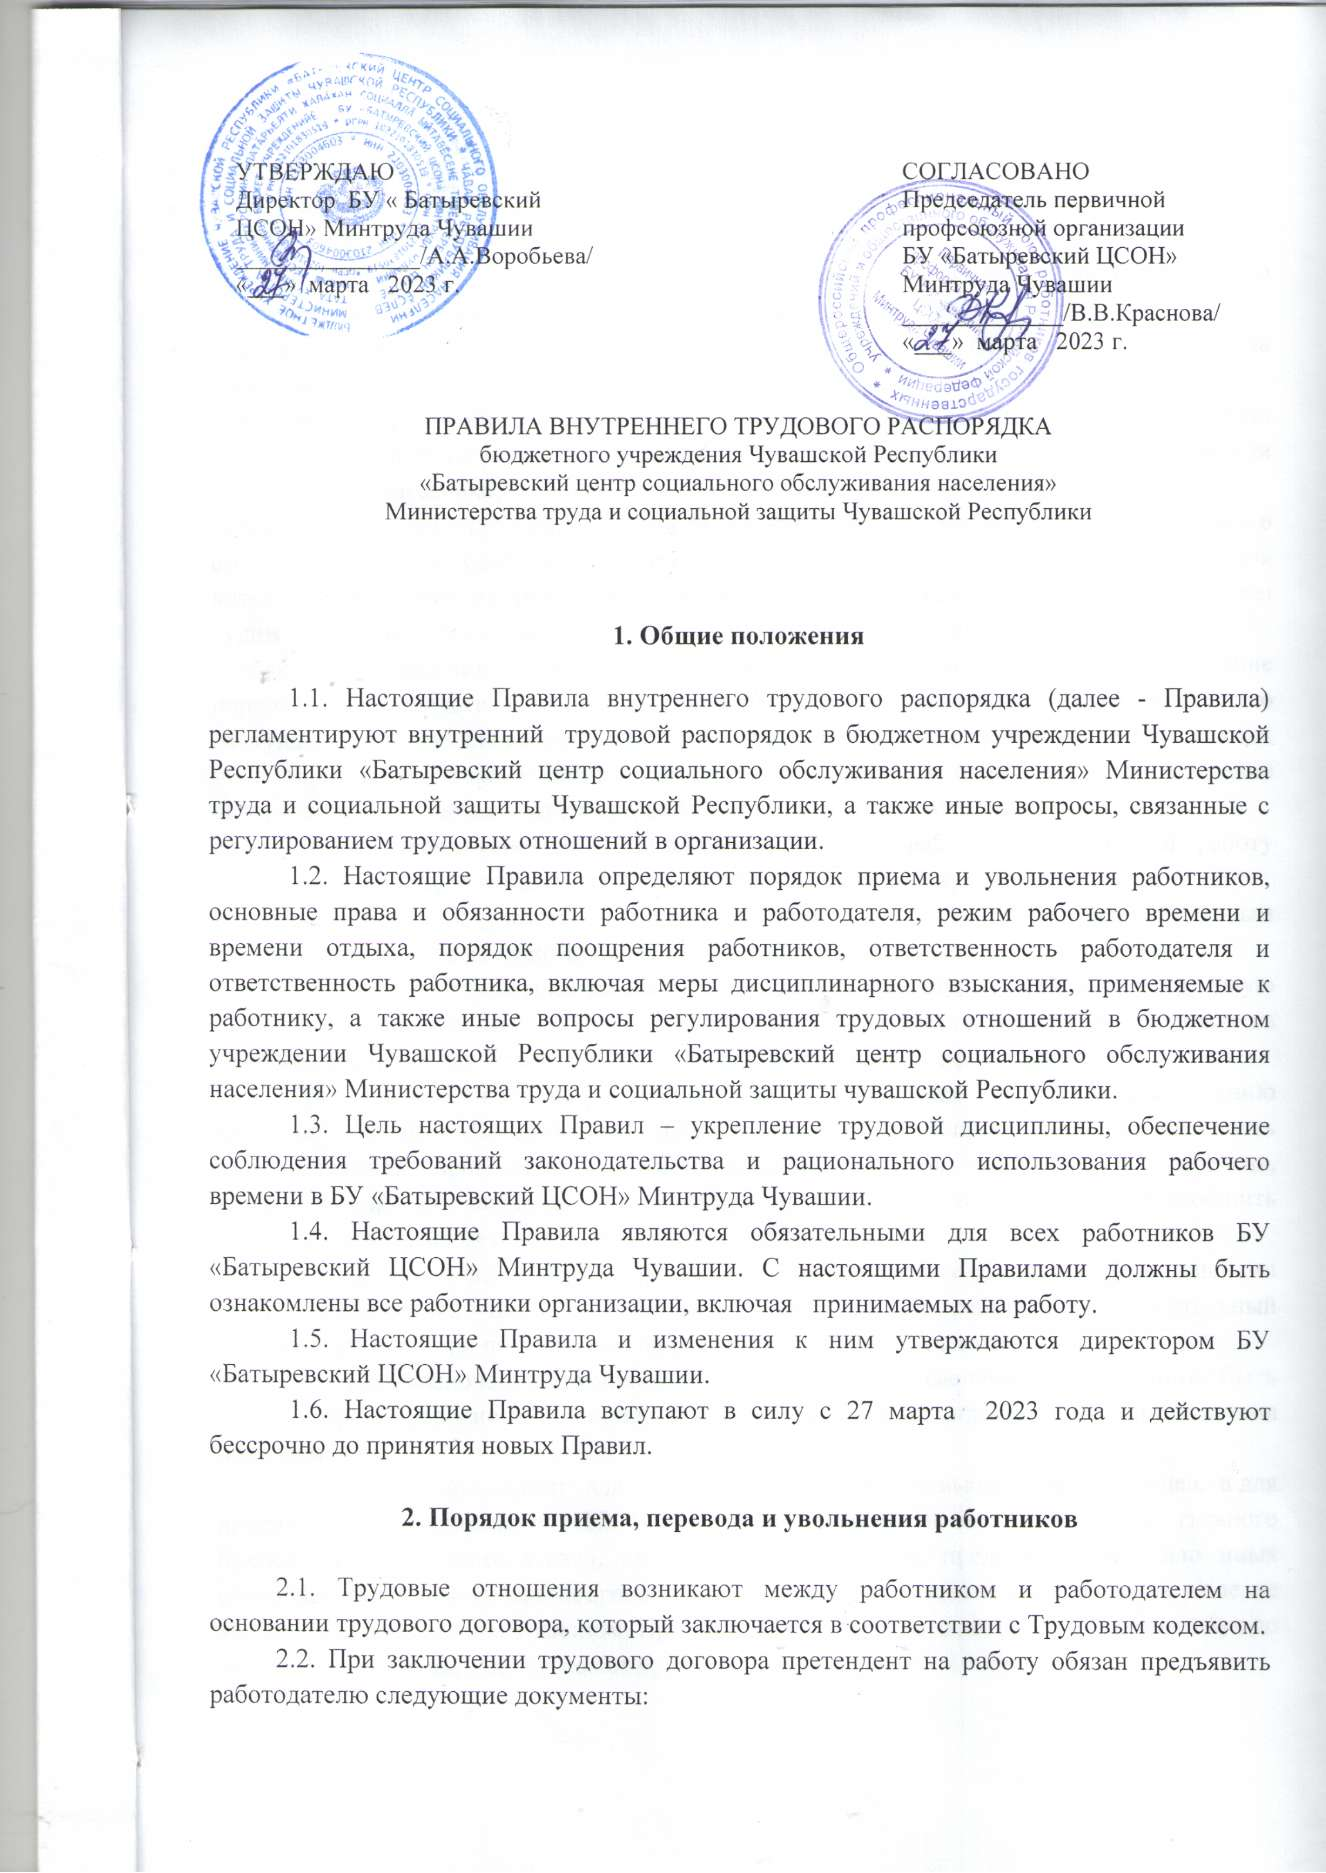 УТВЕРЖДАЮ
Директор БУ « Батыревский
ЦСОН» Минтруда Чувашии
/А.А.Воробьева/
«27» марта 2023 г.
СОГЛАСОВАНО
Председатель первичной
профсоюзной организации
БУ «Батыревский ЦСОН»
Минтруда Чувашии
/В.В.Краснова/
«27» марта 2023 г.
ПРАВИЛА ВНУТРЕННЕГО ТРУДОВОГО РАСПОРЯДКА
бюджетного учреждения Чувашской Республики
«Батыревский центр социального обслуживания населения»
Министерства труда и социальной защиты Чувашской Республики
1. Общие положения
1.1. Настоящие Правила внутреннего трудового распорядка (далее - Правила)
регламентируют внутренний трудовой распорядок в бюджетном учреждении Чувашской
Республики «Батыревский центр социального обслуживания населения» Министерства
труда и социальной защиты Чувашской Республики, а также иные вопросы, связанные с
регулированием трудовых отношений в организации.
1.2. Настоящие Правила определяют порядок приема и увольнения работников,
основные права и обязанности работника и работодателя, режим рабочего времени и
времени отдыха, порядок поощрения работников, ответственность работодателя и
ответственность работника, включая меры дисциплинарного взыскания, применяемые к
работнику, а также иные вопросы регулирования трудовых отношений в бюджетном
учреждении Чувашской Республики «Батыревский центр социального обслуживания
населения» Министерства труда и социальной защиты чувашской Республики.
1.3. Цель настоящих Правил – укрепление трудовой дисциплины, обеспечение
соблюдения требований законодательства и рационального использования рабочего
времени в БУ «Батыревский ЦСОН» Минтруда Чувашии.
1.4. Настоящие Правила являются обязательными для всех работников БУ
«Батыревский ЦСОН» Минтруда Чувашии. С настоящими Правилами должны быть
ознакомлены все работники организации, включая принимаемых на работу.
1.5. Настоящие Правила и изменения к ним утверждаются директором БУ
«Батыревский ЦСОН» Минтруда Чувашии.
1.6. Настоящие Правила вступают в силу с 27 марта 2023 года и действуют
бессрочно до принятия новых Правил.
2. Порядок приема, перевода и увольнения работников
2.1. Трудовые отношения возникают между работником и работодателем на
основании трудового договора, который заключается в соответствии с Трудовым кодексом.
2.2. При заключении трудового договора претендент на работу обязан предъявить
работодателю следующие документы: